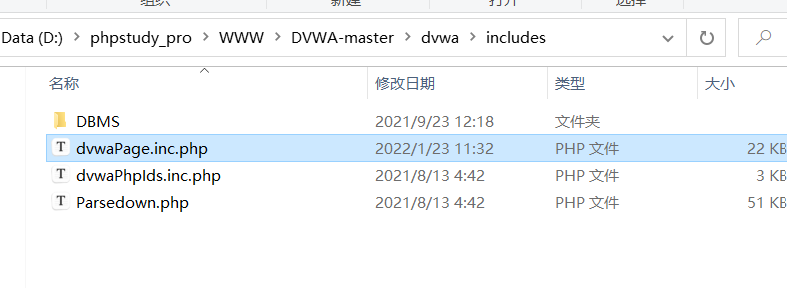 组织 新建 打开 选择
Data (D:) > phpstudy_pro > WWW > DVWA-master > dvwa > includes
名称 修改日期 类型 大小
DBMS 2021/9/23 12:18 文件夹
dvwaPage.inc.php 2022/1/23 11:32 PHP 文件 22 KB
dvwaPhpIds.inc.php 2021/8/13 4:42 PHP 文件 3 KB
Parsedown.php 2021/8/13 4:42 PHP 文件 51 KB